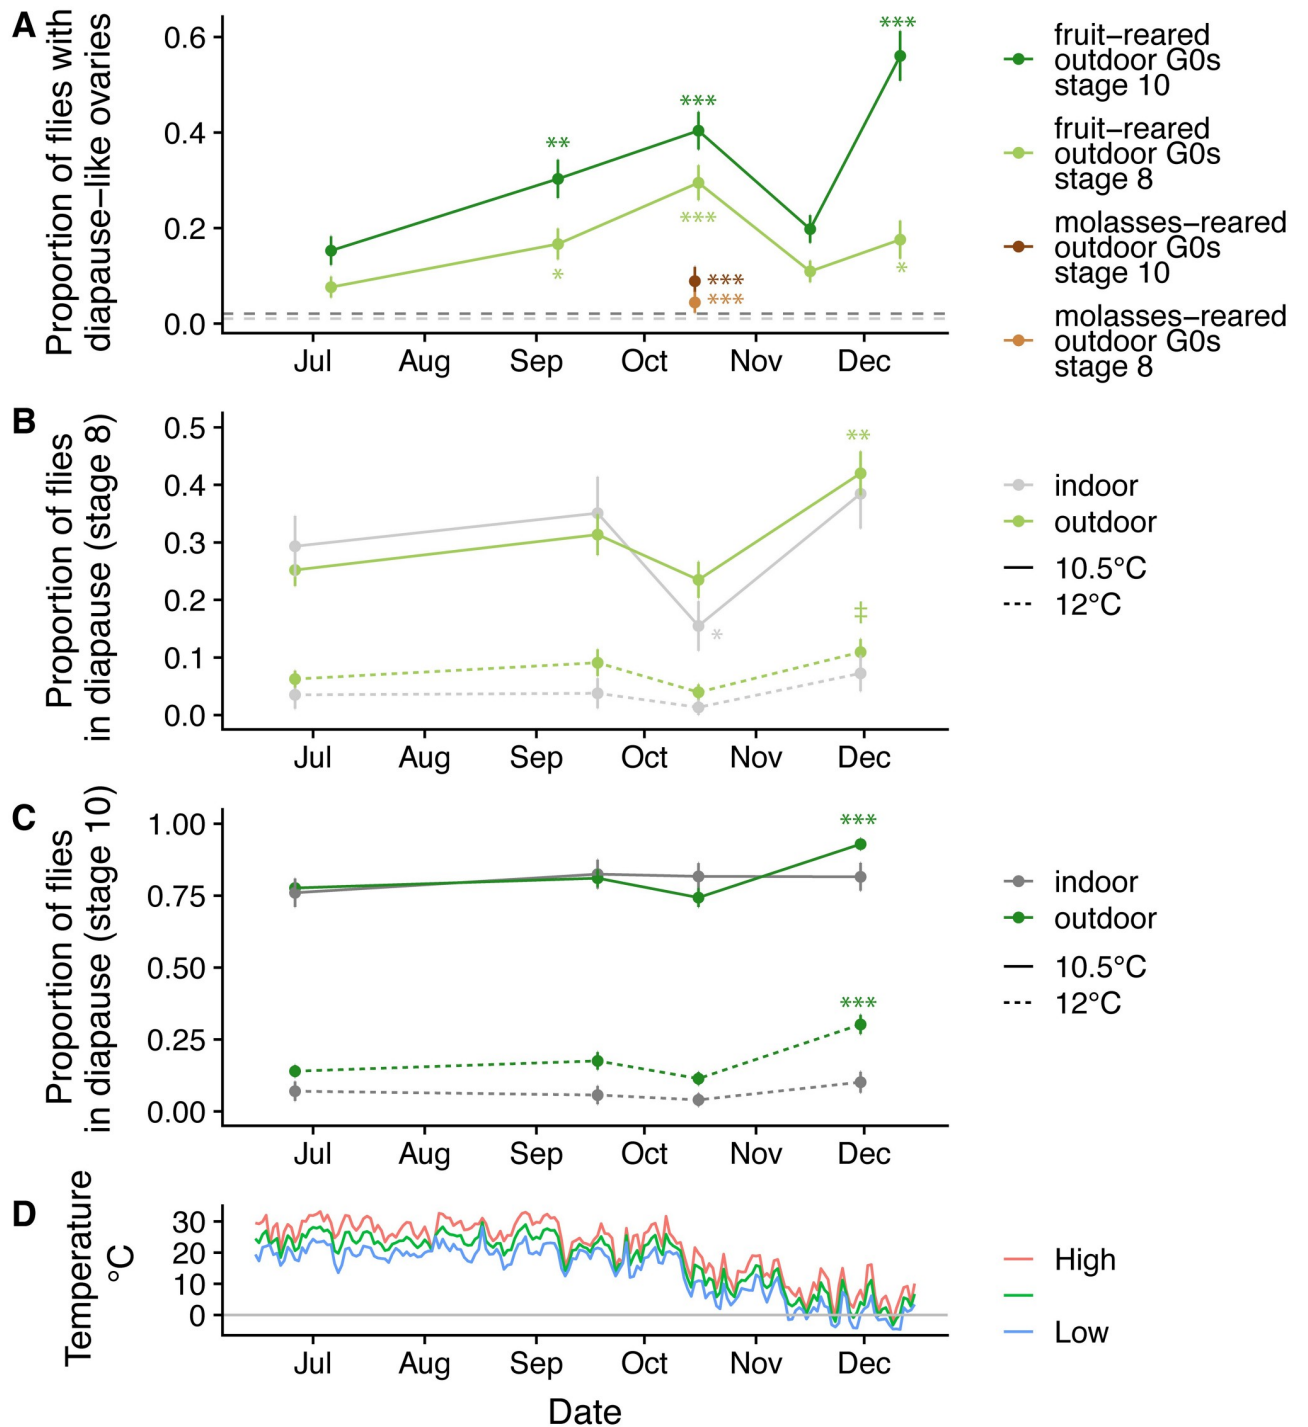 A
Proportion of flies with
diapause−like ovaries
0.6
0.4
0.2
0.0
**
*
***
***
***
***
***
*
Jul Aug Sep Oct Nov Dec
fruit−reared
outdoor G0s
stage 10
fruit−reared
outdoor G0s
stage 8
molasses−reared
outdoor G0s
stage 10
molasses−reared
outdoor G0s
stage 8
B
Proportion of flies
in diapause (stage 8)
0.5
0.4
0.3
0.2
0.1
0.0
**
*
‡
Jul Aug Sep Oct Nov Dec
indoor
outdoor
10.5°C
12°C
C
Proportion of flies
in diapause (stage 10)
1.00
0.75
0.50
0.25
0.00
***
***
Jul Aug Sep Oct Nov Dec
indoor
outdoor
10.5°C
12°C
D
Temperature
°C
30
20
10
0
Jul Aug Sep Oct Nov Dec
Date
High
Low